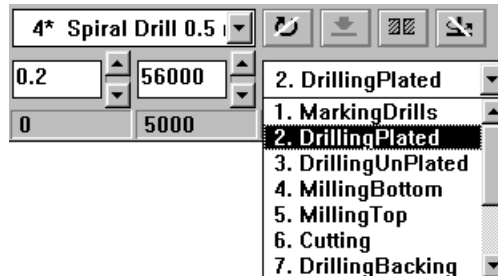 4* Spiral Drill 0.5
0.2 56000 2. DrillingPlated
0 5000
1. MarkingDrills
2. DrillingPlated
3. DrillingUnPlated
4. MillingBottom
5. MillingTop
6. Cutting
7. DrillingBacking